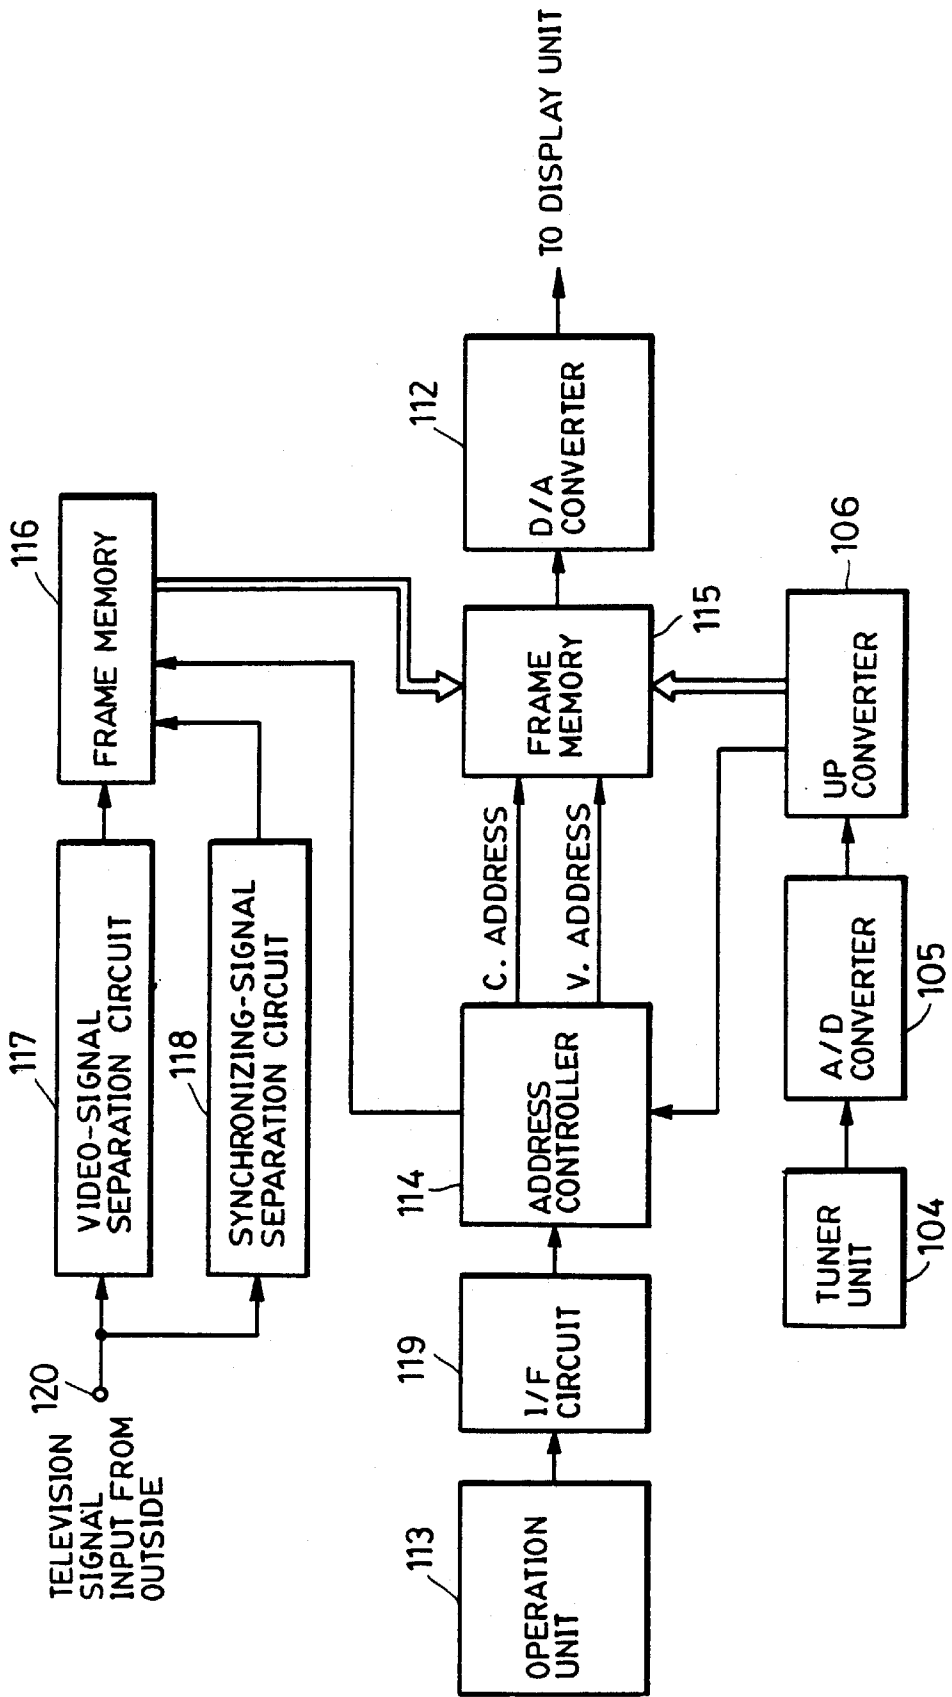 TELEVISION
SIGNAL
INPUT FROM
OUTSIDE
120
117
VIDEO-SIGNAL
SEPARATION CIRCUIT
116
FRAME MEMORY
118
SYNCHRONIZING-SIGNAL
SEPARATION CIRCUIT
113
OPERATION
UNIT
119
I/F
CIRCUIT
114
ADDRESS
CONTROLLER
C. ADDRESS
V. ADDRESS
FRAME
MEMORY
115
112
D/A
CONVERTER
TO DISPLAY UNIT
TUNER
UNIT
104
A/D
CONVERTER
105
UP
CONVERTER
106